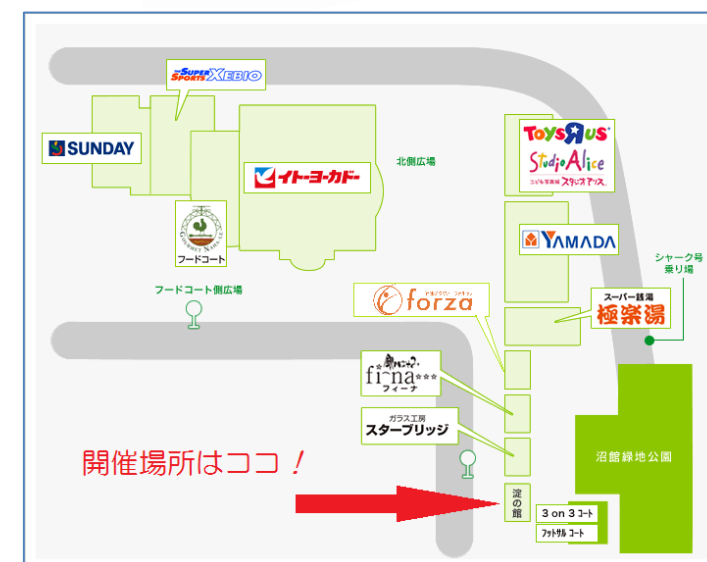 THE SUPER SPORTS XEBIO
SUNDAY
イトーヨーカドー
北側広場
TOYS"R"US
Studio Alice
こども写真館 スタジオアリス
フードコート
YAMADA
シャーク号
乗り場
フードコート側広場
forza
スーパー銭湯
極楽湯
fi-na***
フィーナ
ガラス工房
スターブリッジ
沼館緑地公園
開催場所はココ！
淀の館
3 on 3 コート
フットサルコート